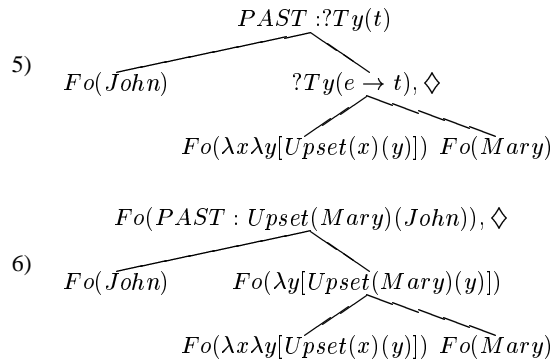 PAST :?Ty(t)
5) Fo(John) ?Ty(e → t), ◇
Fo(λxλy[Upset(x)(y)]) Fo(Mary)
Fo(PAST : Upset(Mary)(John)), ◇
6) Fo(John) Fo(λy[Upset(Mary)(y)])
Fo(λxλy[Upset(x)(y)]) Fo(Mary)